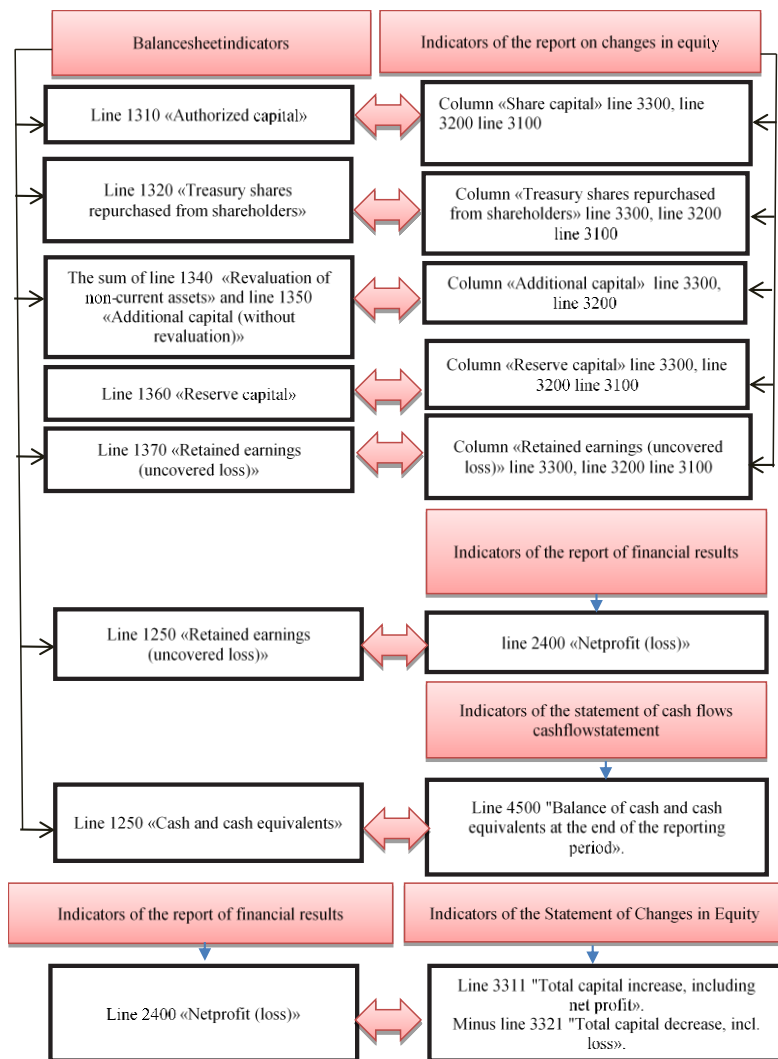 Balancesheetindicators
Indicators of the report on changes in equity
Line 1310 «Authorized capital»
Column «Share capital» line 3300, line
3200 line 3100
Line 1320 «Treasury shares
repurchased from shareholders»
Column «Treasury shares repurchased
from shareholders» line 3300, line 3200
line 3100
The sum of line 1340 «Revaluation of
non-current assets» and line 1350
«Additional capital (without
revaluation)»
Column «Additional capital» line 3300,
line 3200
Line 1360 «Reserve capital»
Column «Reserve capital» line 3300, line
3200 line 3100
Line 1370 «Retained earnings
(uncovered loss)»
Column «Retained earnings (uncovered
loss)» line 3300, line 3200 line 3100
Indicators of the report of financial results
Line 1250 «Retained earnings
(uncovered loss)»
line 2400 «Netprofit (loss)»
Indicators of the statement of cash flows
cashflowstatement
Line 1250 «Cash and cash equivalents»
Line 4500 "Balance of cash and cash
equivalents at the end of the reporting
period».
Indicators of the report of financial results
Indicators of the Statement of Changes in Equity
Line 2400 «Netprofit (loss)»
Line 3311 "Total capital increase, including
net profit».
Minus line 3321 "Total capital decrease, incl.
loss».